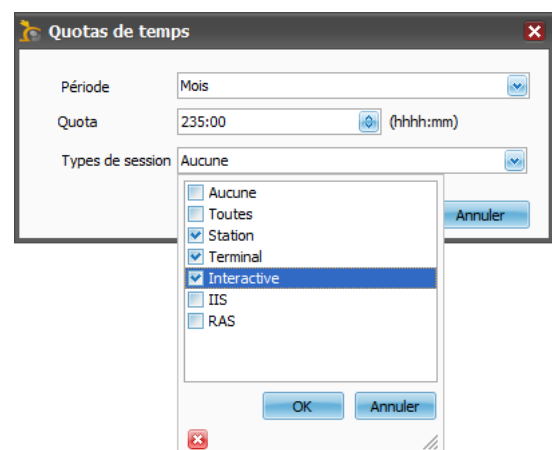 Quotas de temps
Période Mois
Quota 235:00 (hhhh:mm)
Types de session Aucune
Aucune
Toutes
Station
Terminal
Interactive
IIS
RAS
Annuler
OK Annuler